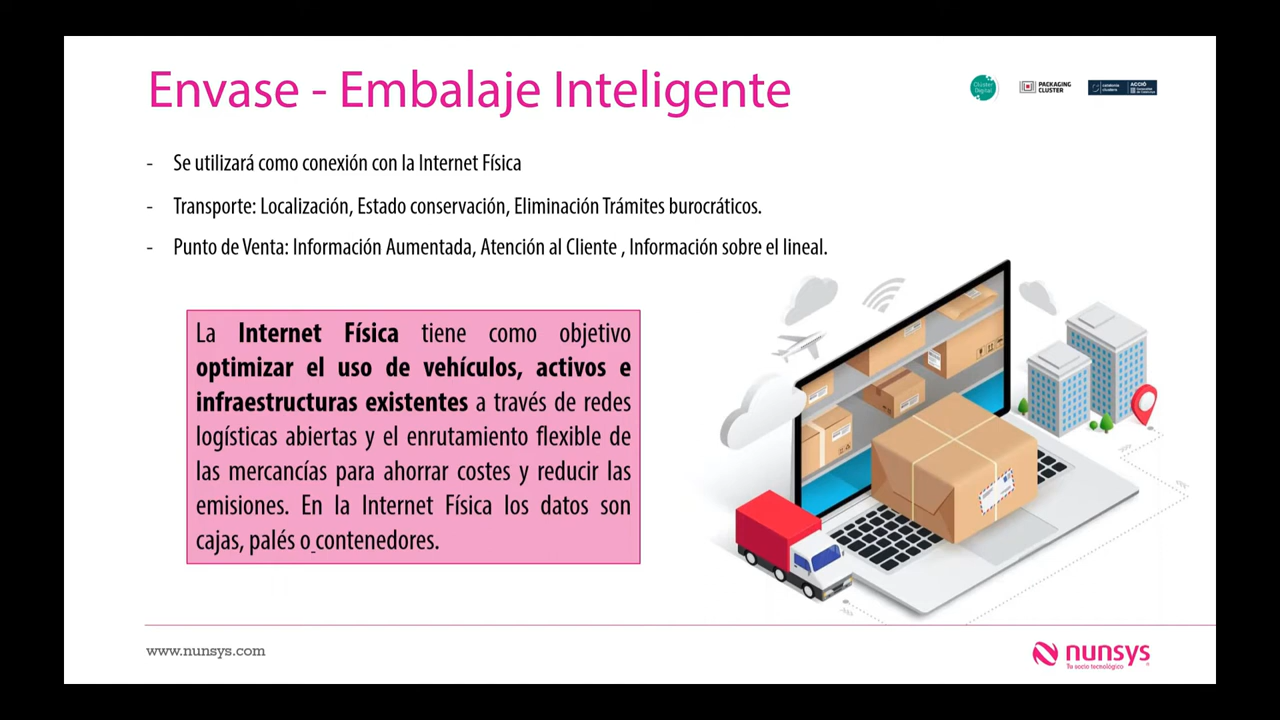 Envase - Embalaje Inteligente
Cluster
Digital
PACKAGING
CLUSTER
ACCIÓ
- Se utilizará como conexión con la Internet Física
- Transporte: Localización, Estado conservación, Eliminación Trámites burocráticos.
- Punto de Venta: Información Aumentada, Atención al Cliente , Información sobre el lineal.
La Internet Física tiene como objetivo
optimizar el uso de vehículos, activos e
infraestructuras existentes a través de redes
logísticas abiertas y el enrutamiento flexible de
las mercancías para ahorrar costes y reducir las
emisiones. En la Internet Física los datos son
cajas, palés o contenedores.
www.nunsys.com
nunsys
Tu socio tecnológico